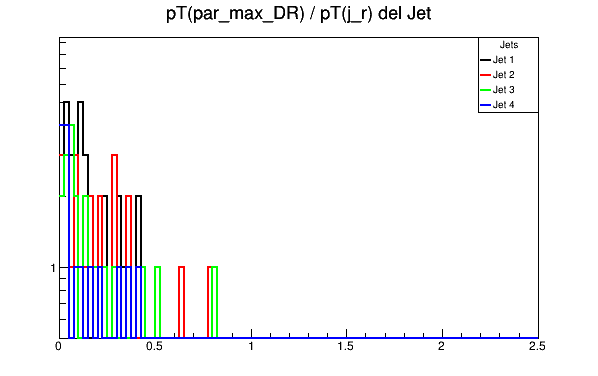 pT(par_max_DR) / pT(j_r) del Jet
Jets
Jet 1
Jet 2
Jet 3
Jet 4
1
0
0.5
1
1.5
2
2.5